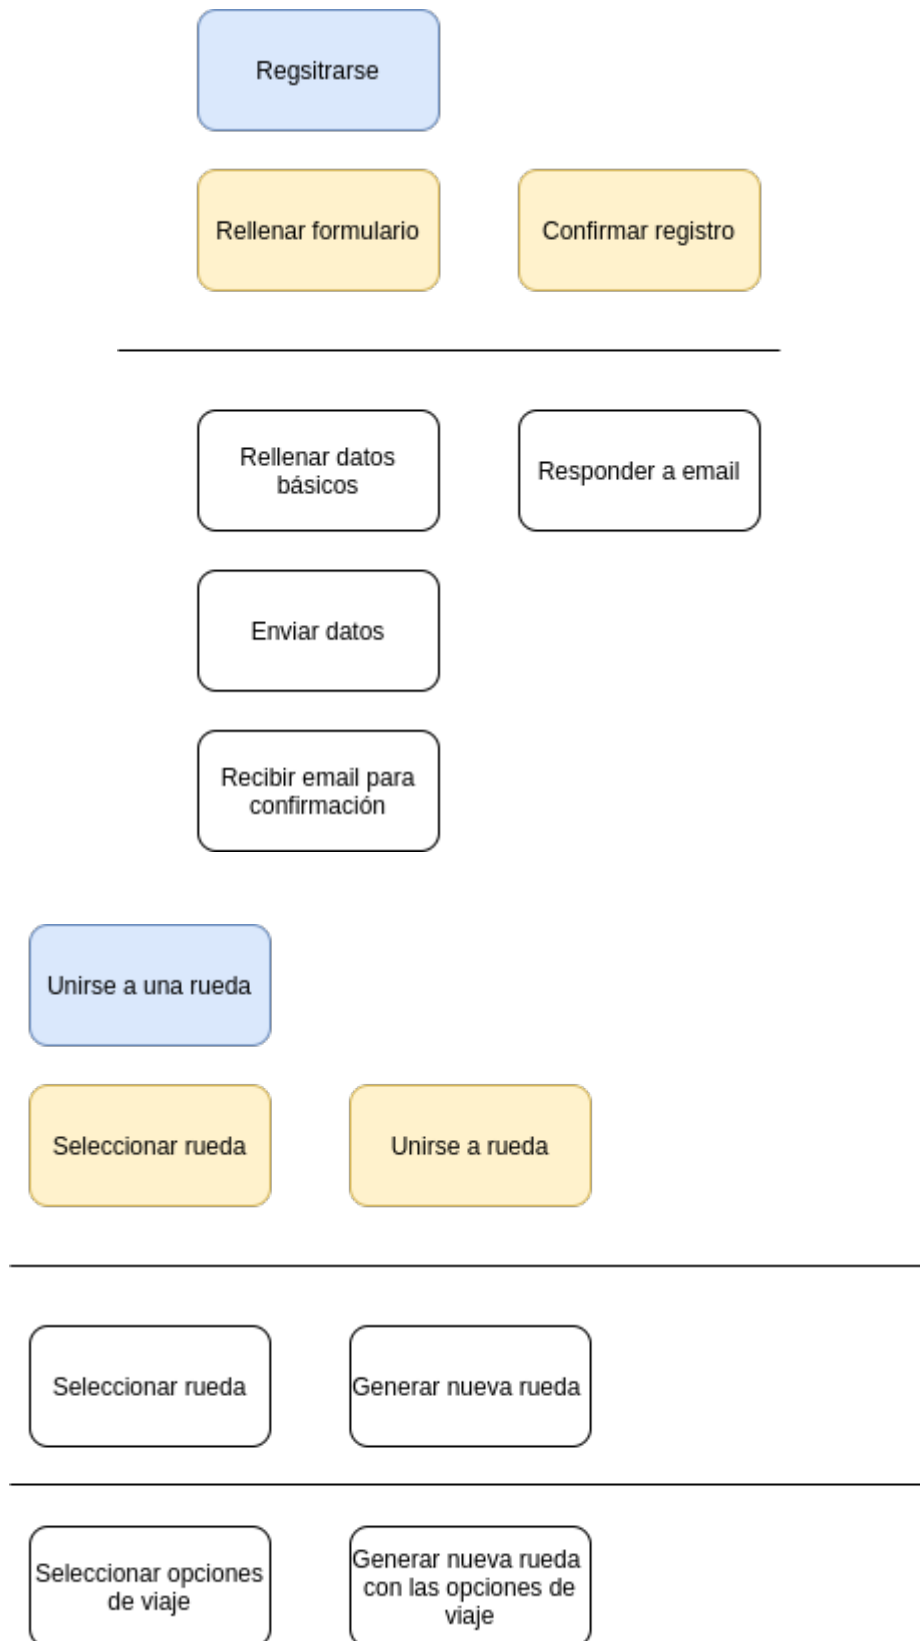 Regsitrarse
Rellenar formulario
Confirmar registro
Rellenar datos
básicos
Responder a email
Enviar datos
Recibir email para
confirmación
Unirse a una rueda
Seleccionar rueda
Unirse a rueda
Seleccionar rueda
Generar nueva rueda
Seleccionar opciones
de viaje
Generar nueva rueda
con las opciones de
viaje